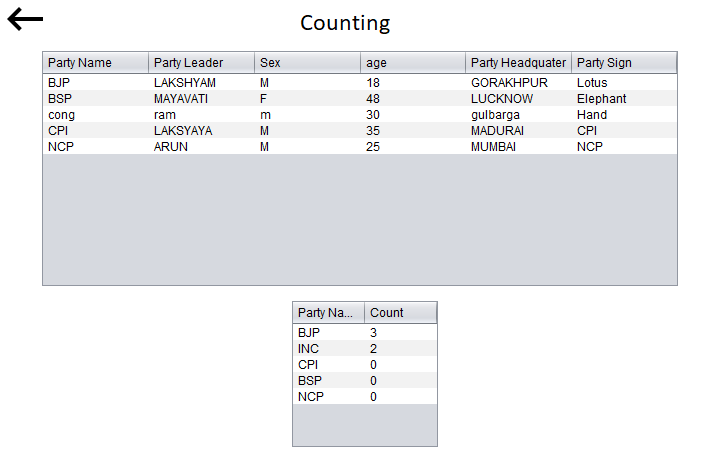 Counting
Party Name Party Leader Sex age Party Headquater Party Sign
BJP LAKSHYAM M 18 GORAKHPUR Lotus
BSP MAYAVATI F 48 LUCKNOW Elephant
cong ram m 30 gulbarga Hand
CPI LAKSYAYA M 35 MADURAI CPI
NCP ARUN M 25 MUMBAI NCP
Party Na... Count
BJP 3
INC 2
CPI 0
BSP 0
NCP 0